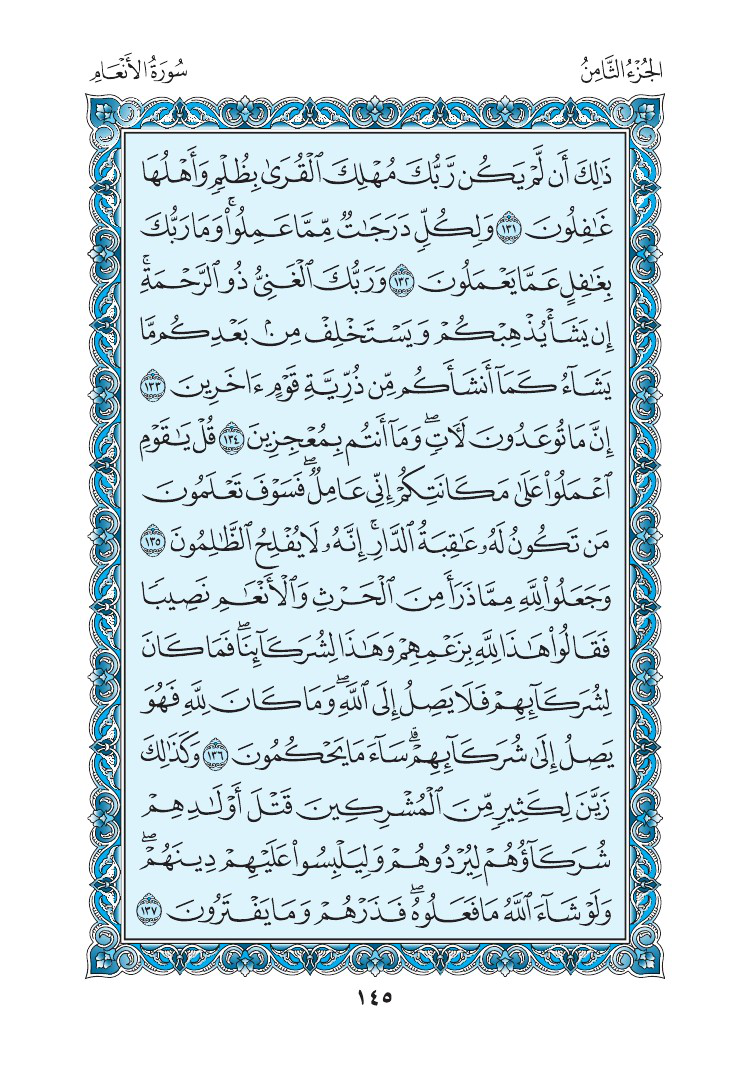 الجُزْءُ الثَّامِنُ
سُورَةُ الأَنْعَامِ
ذَٰلِكَ أَن لَّمْ يَكُن رَّبُّكَ مُهْلِكَ ٱلْقُرَىٰ بِظُلْمٍ وَأَهْلُهَا
غَٰفِلُونَ ١٣١ وَلِكُلٍّ دَرَجَٰتٌ مِّمَّا عَمِلُوا۟ ۚ وَمَا رَبُّكَ
بِغَٰفِلٍ عَمَّا يَعْمَلُونَ ١٣٢ وَرَبُّكَ ٱلْغَنِىُّ ذُو ٱلرَّحْمَةِ ۚ
إِن يَشَأْ يُذْهِبْكُمْ وَيَسْتَخْلِفْ مِنۢ بَعْدِكُم مَّا
يَشَآءُ كَمَآ أَنشَأَكُم مِّن ذُرِّيَّةِ قَوْمٍ ءَاخَرِينَ ١٣٣
إِنَّ مَا تُوعَدُونَ لَءَاتٍ ۖ وَمَآ أَنتُم بِمُعْجِزِينَ ١٣٤ قُلْ يَٰقَوْمِ
ٱعْمَلُوا۟ عَلَىٰ مَكَانَتِكُمْ إِنِّى عَامِلٌ ۖ فَسَوْفَ تَعْلَمُونَ
مَن تَكُونُ لَهُۥ عَٰقِبَةُ ٱلدَّارِ ۗ إِنَّهُۥ لَا يُفْلِحُ ٱلظَّٰلِمُونَ ١٣٥
وَجَعَلُوا۟ لِلَّهِ مِمَّا ذَرَأَ مِنَ ٱلْحَرْثِ وَٱلْأَنْعَٰمِ نَصِيبًا
فَقَالُوا۟ هَٰذَا لِلَّهِ بِزَعْمِهِمْ وَهَٰذَا لِشُرَكَآئِنَا ۖ فَمَا كَانَ
لِشُرَكَآئِهِمْ فَلَا يَصِلُ إِلَى ٱللَّهِ ۖ وَمَا كَانَ لِلَّهِ فَهُوَ
يَصِلُ إِلَىٰ شُرَكَآئِهِمْ ۗ سَآءَ مَا يَحْكُمُونَ ١٣٦ وَكَذَٰلِكَ
زَيَّنَ لِكَثِيرٍ مِّنَ ٱلْمُشْرِكِينَ قَتْلَ أَوْلَٰدِهِمْ
شُرَكَآؤُهُمْ لِيُرْدُوهُمْ وَلِيَلْبِسُوا۟ عَلَيْهِمْ دِينَهُمْ ۖ
وَلَوْ شَآءَ ٱللَّهُ مَا فَعَلُوهُ ۖ فَذَرْهُمْ وَمَا يَفْتَرُونَ ١٣٧
١٤٥